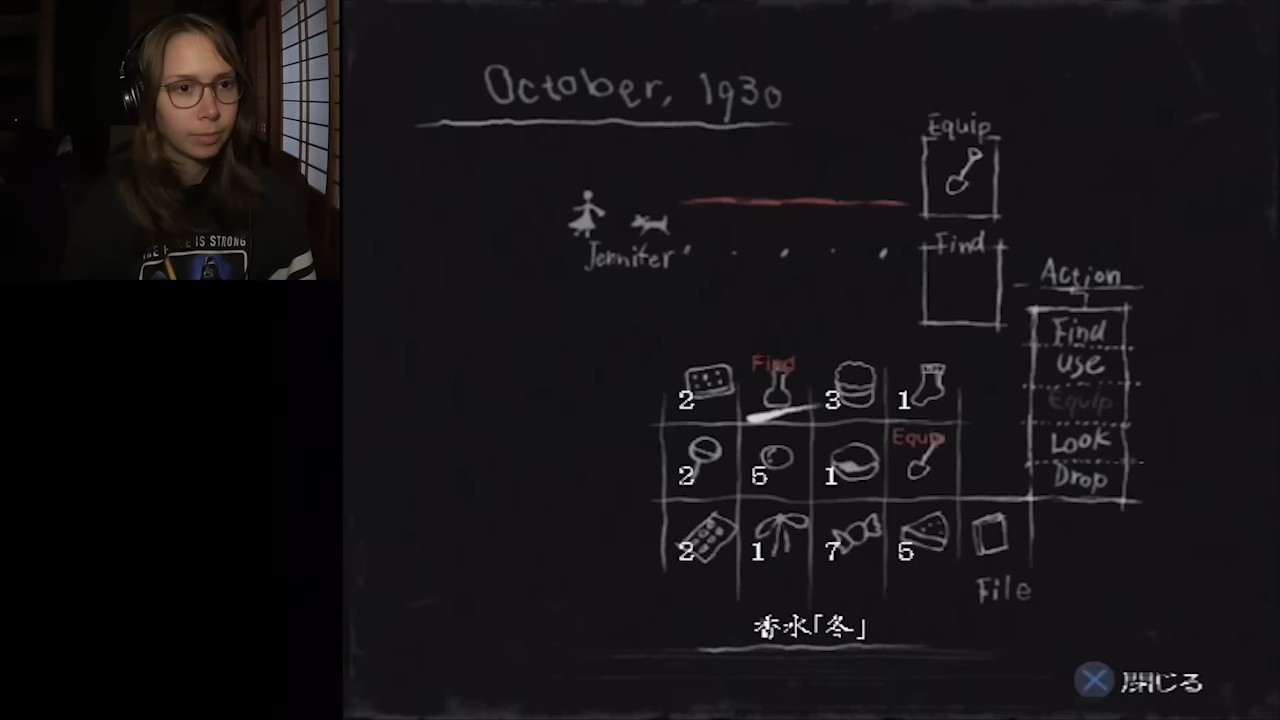 October, 1930
Equip
THE F CE IS STRONG
Jennifer
Find
Action
Find
Use
Equip
Look
Drop
Find
2
3
1
Equip
2
5
1
2
1
7
5
File
香水「冬」
閉じる